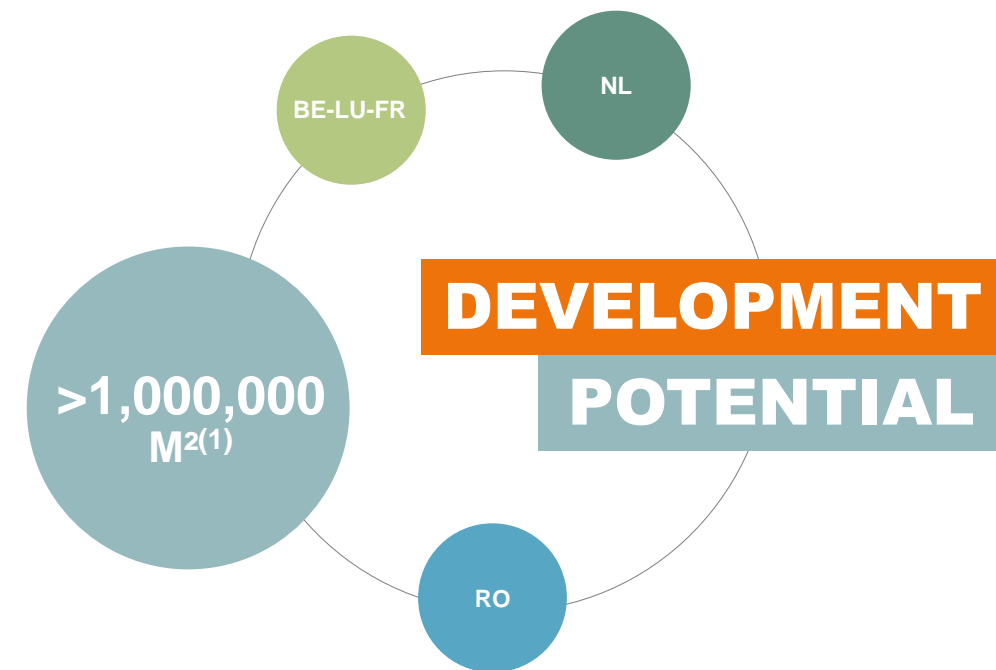 BE-LU-FR
NL
DEVELOPMENT
POTENTIAL
>1,000,000
M²⁽¹⁾
RO